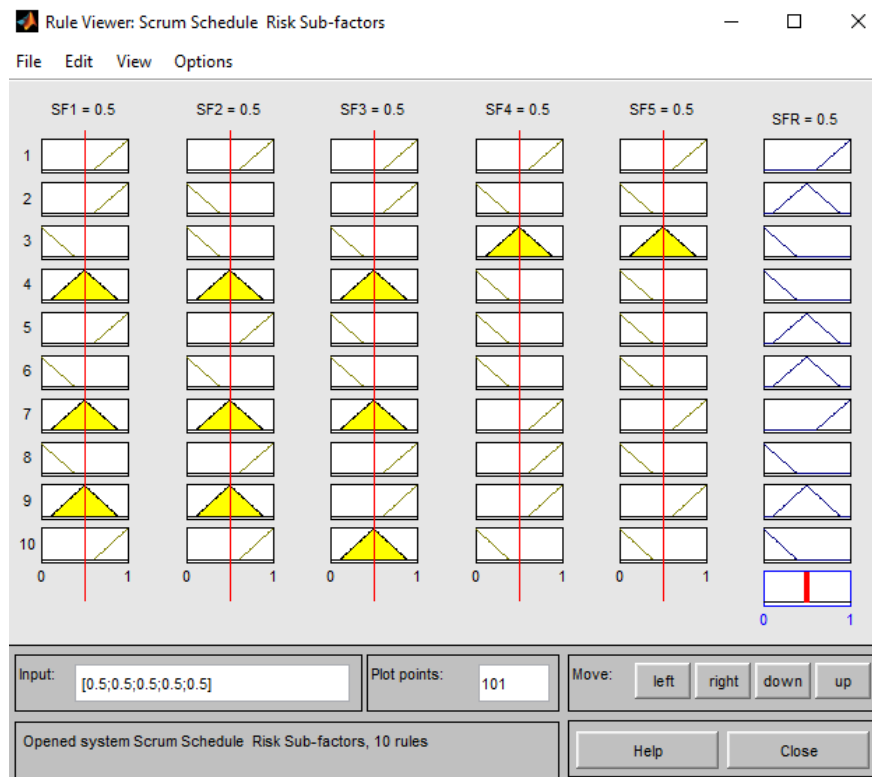 Rule Viewer: Scrum Schedule  Risk Sub-factors
File Edit View Options
SF1 = 0.5 SF2 = 0.5 SF3 = 0.5 SF4 = 0.5 SF5 = 0.5 SFR = 0.5
1
2
3
4
5
6
7
8
9
10
0 1 0 1 0 1 0 1 0 1
0 1
Input: [0.5;0.5;0.5;0.5;0.5] Plot points: 101 Move: left right down up
Opened system Scrum Schedule  Risk Sub-factors, 10 rules Help Close